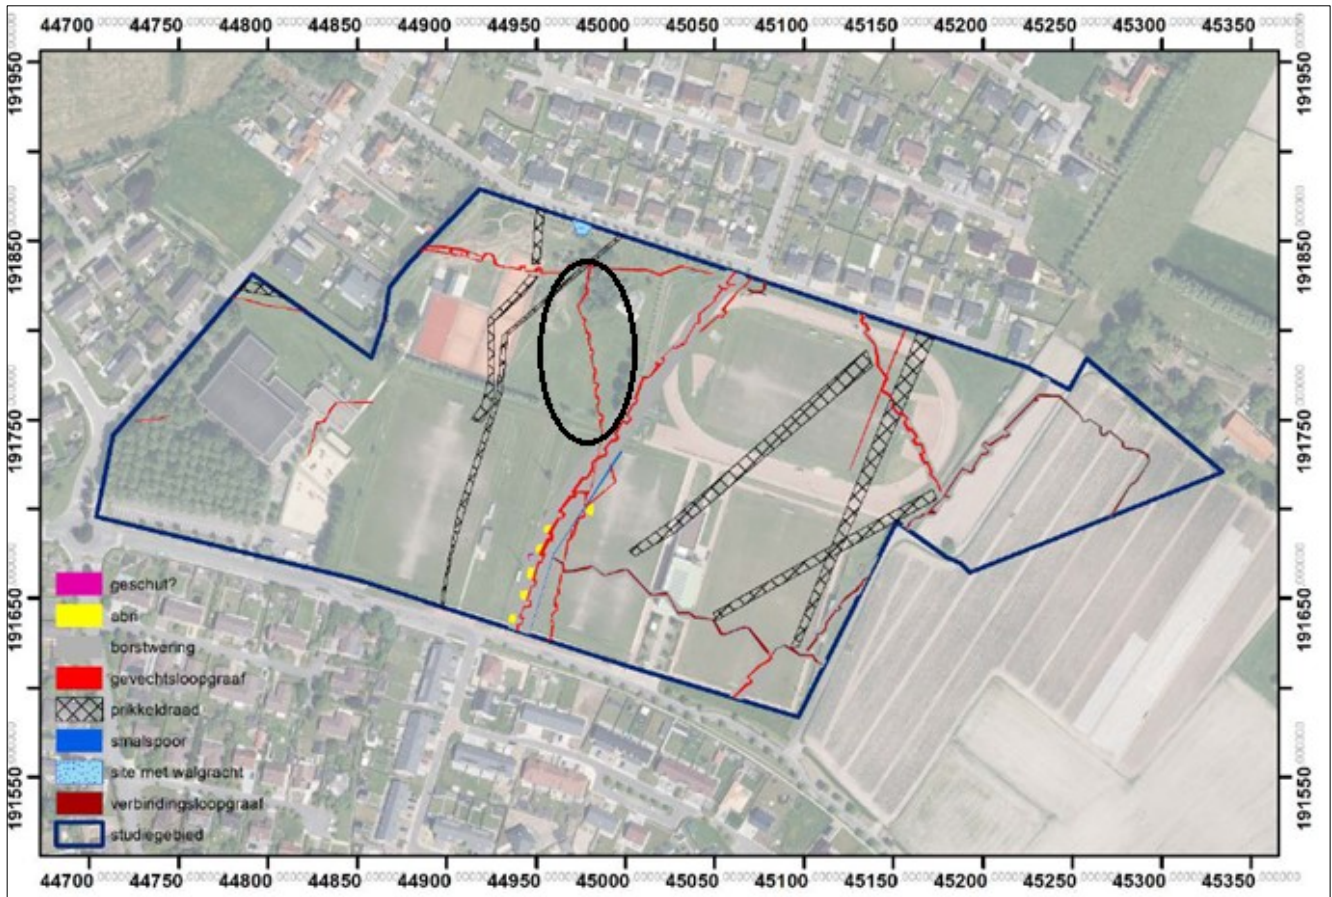 44700 44750 44800 44850 44900 44950 45000 45050 45100 45150 45200 45250 45300 45350
191950 191950
191850 191850
191750 191750
191650 191650
191550 191550
geschut?
abri
borstwering
gevechtsloopgraaf
prikkeldraad
smalspoor
site met walgracht
verbindingsloopgraaf
studiegebied
44700 44750 44800 44850 44900 44950 45000 45050 45100 45150 45200 45250 45300 45350